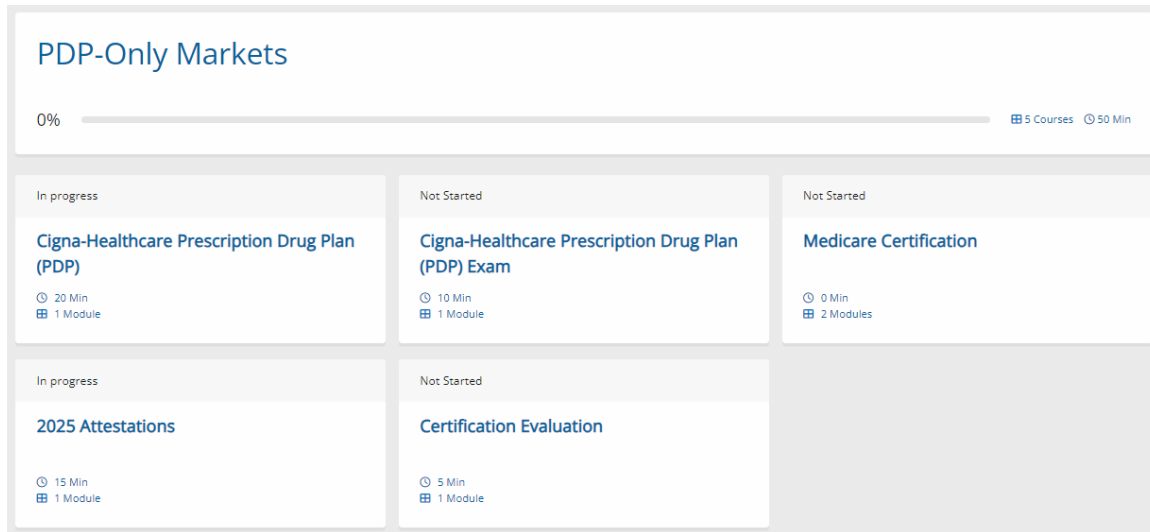 PDP-Only Markets
0%
5 Courses
50 Min
In progress
Cigna-Healthcare Prescription Drug Plan
(PDP)
20 Min
1 Module
Not Started
Cigna-Healthcare Prescription Drug Plan
(PDP) Exam
10 Min
1 Module
Not Started
Medicare Certification
0 Min
2 Modules
In progress
2025 Attestations
15 Min
1 Module
Not Started
Certification Evaluation
5 Min
1 Module